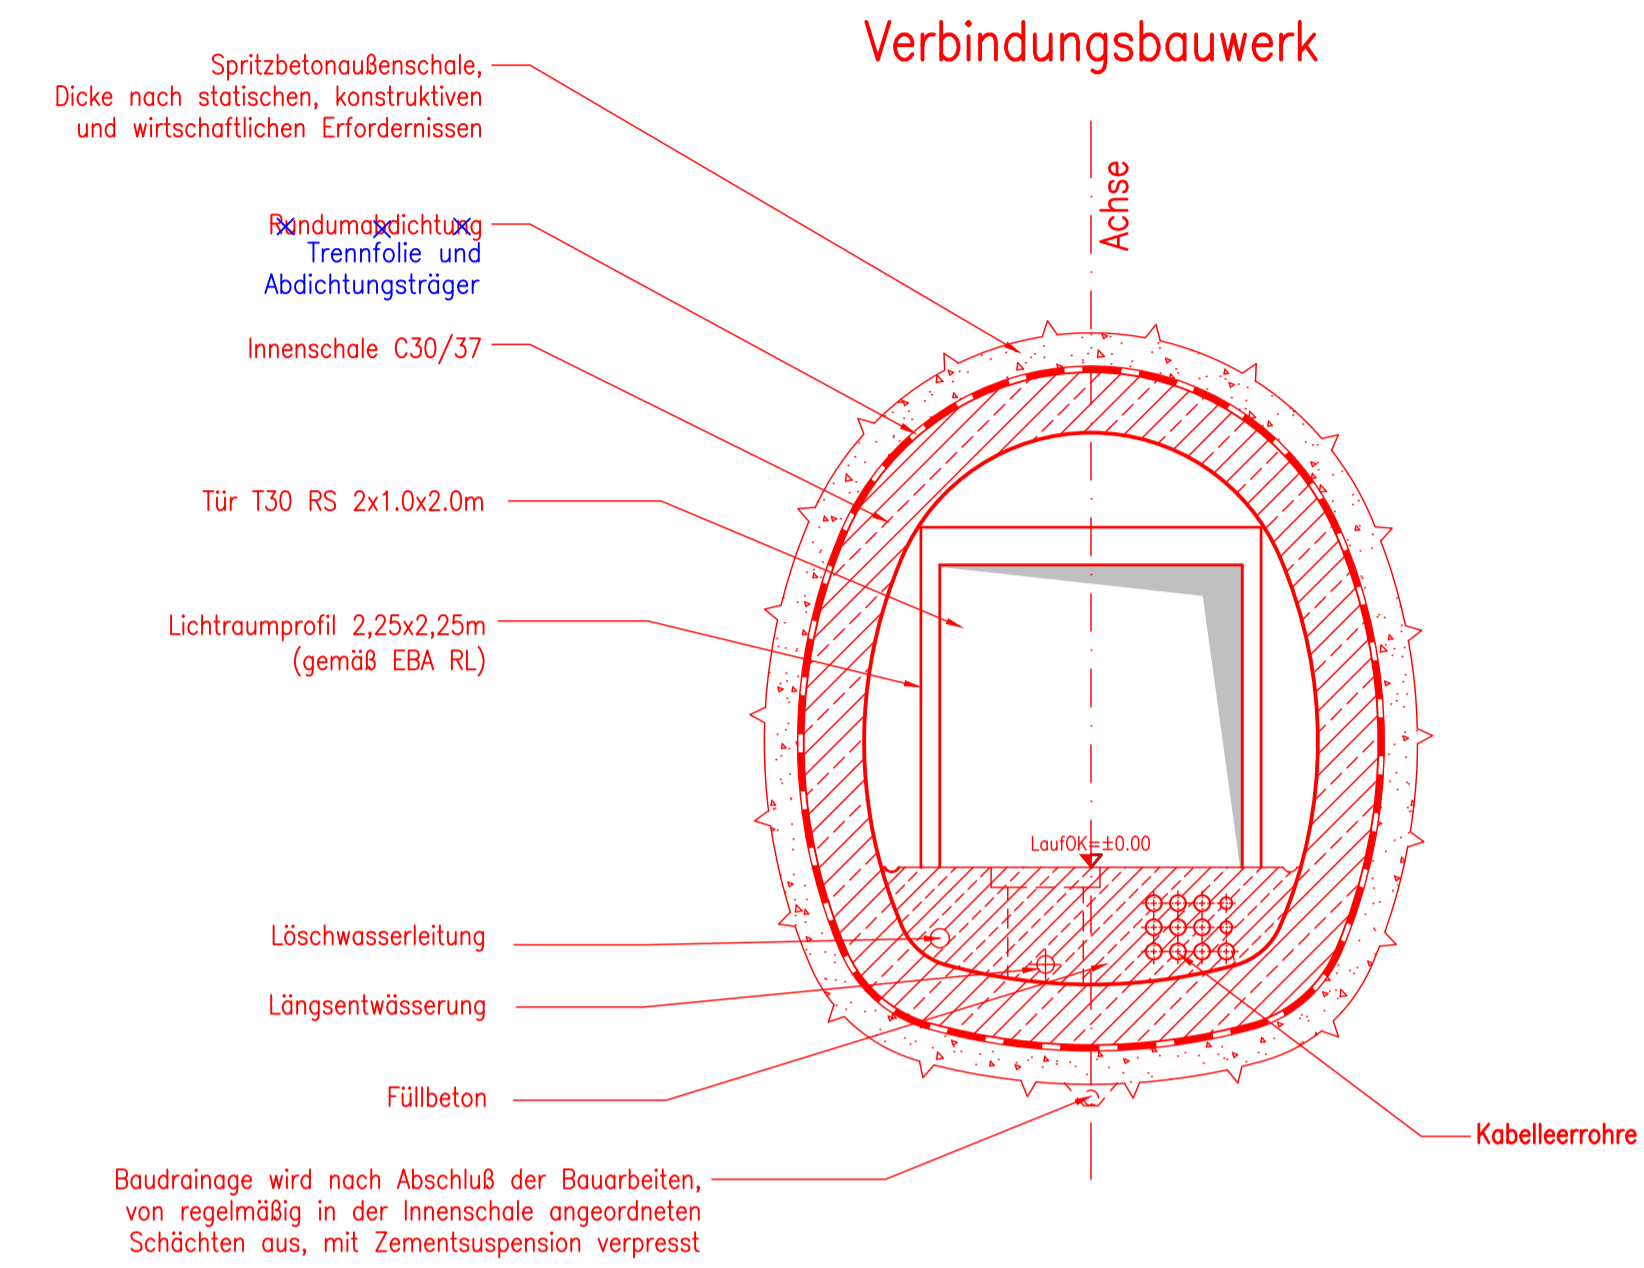 Verbindungsbauwerk
Spritzbetonaußenschale,
Dicke nach statischen, konstruktiven
und wirtschaftlichen Erfordernissen
Achse
Rundumabdichtung
Trennfolie und
Abdichtungsträger
Innenschale C30/37
Tür T30 RS 2x1.0x2.0m
Lichtraumprofil 2,25x2,25m
(gemäß EBA RL)
LaufOK=±0.00
Löschwasserleitung
Längsentwässerung
Füllbeton
Kabelleerrohre
Baudrainage wird nach Abschluß der Bauarbeiten,
von regelmäßig in der Innenschale angeordneten
Schächten aus, mit Zementsuspension verpresst